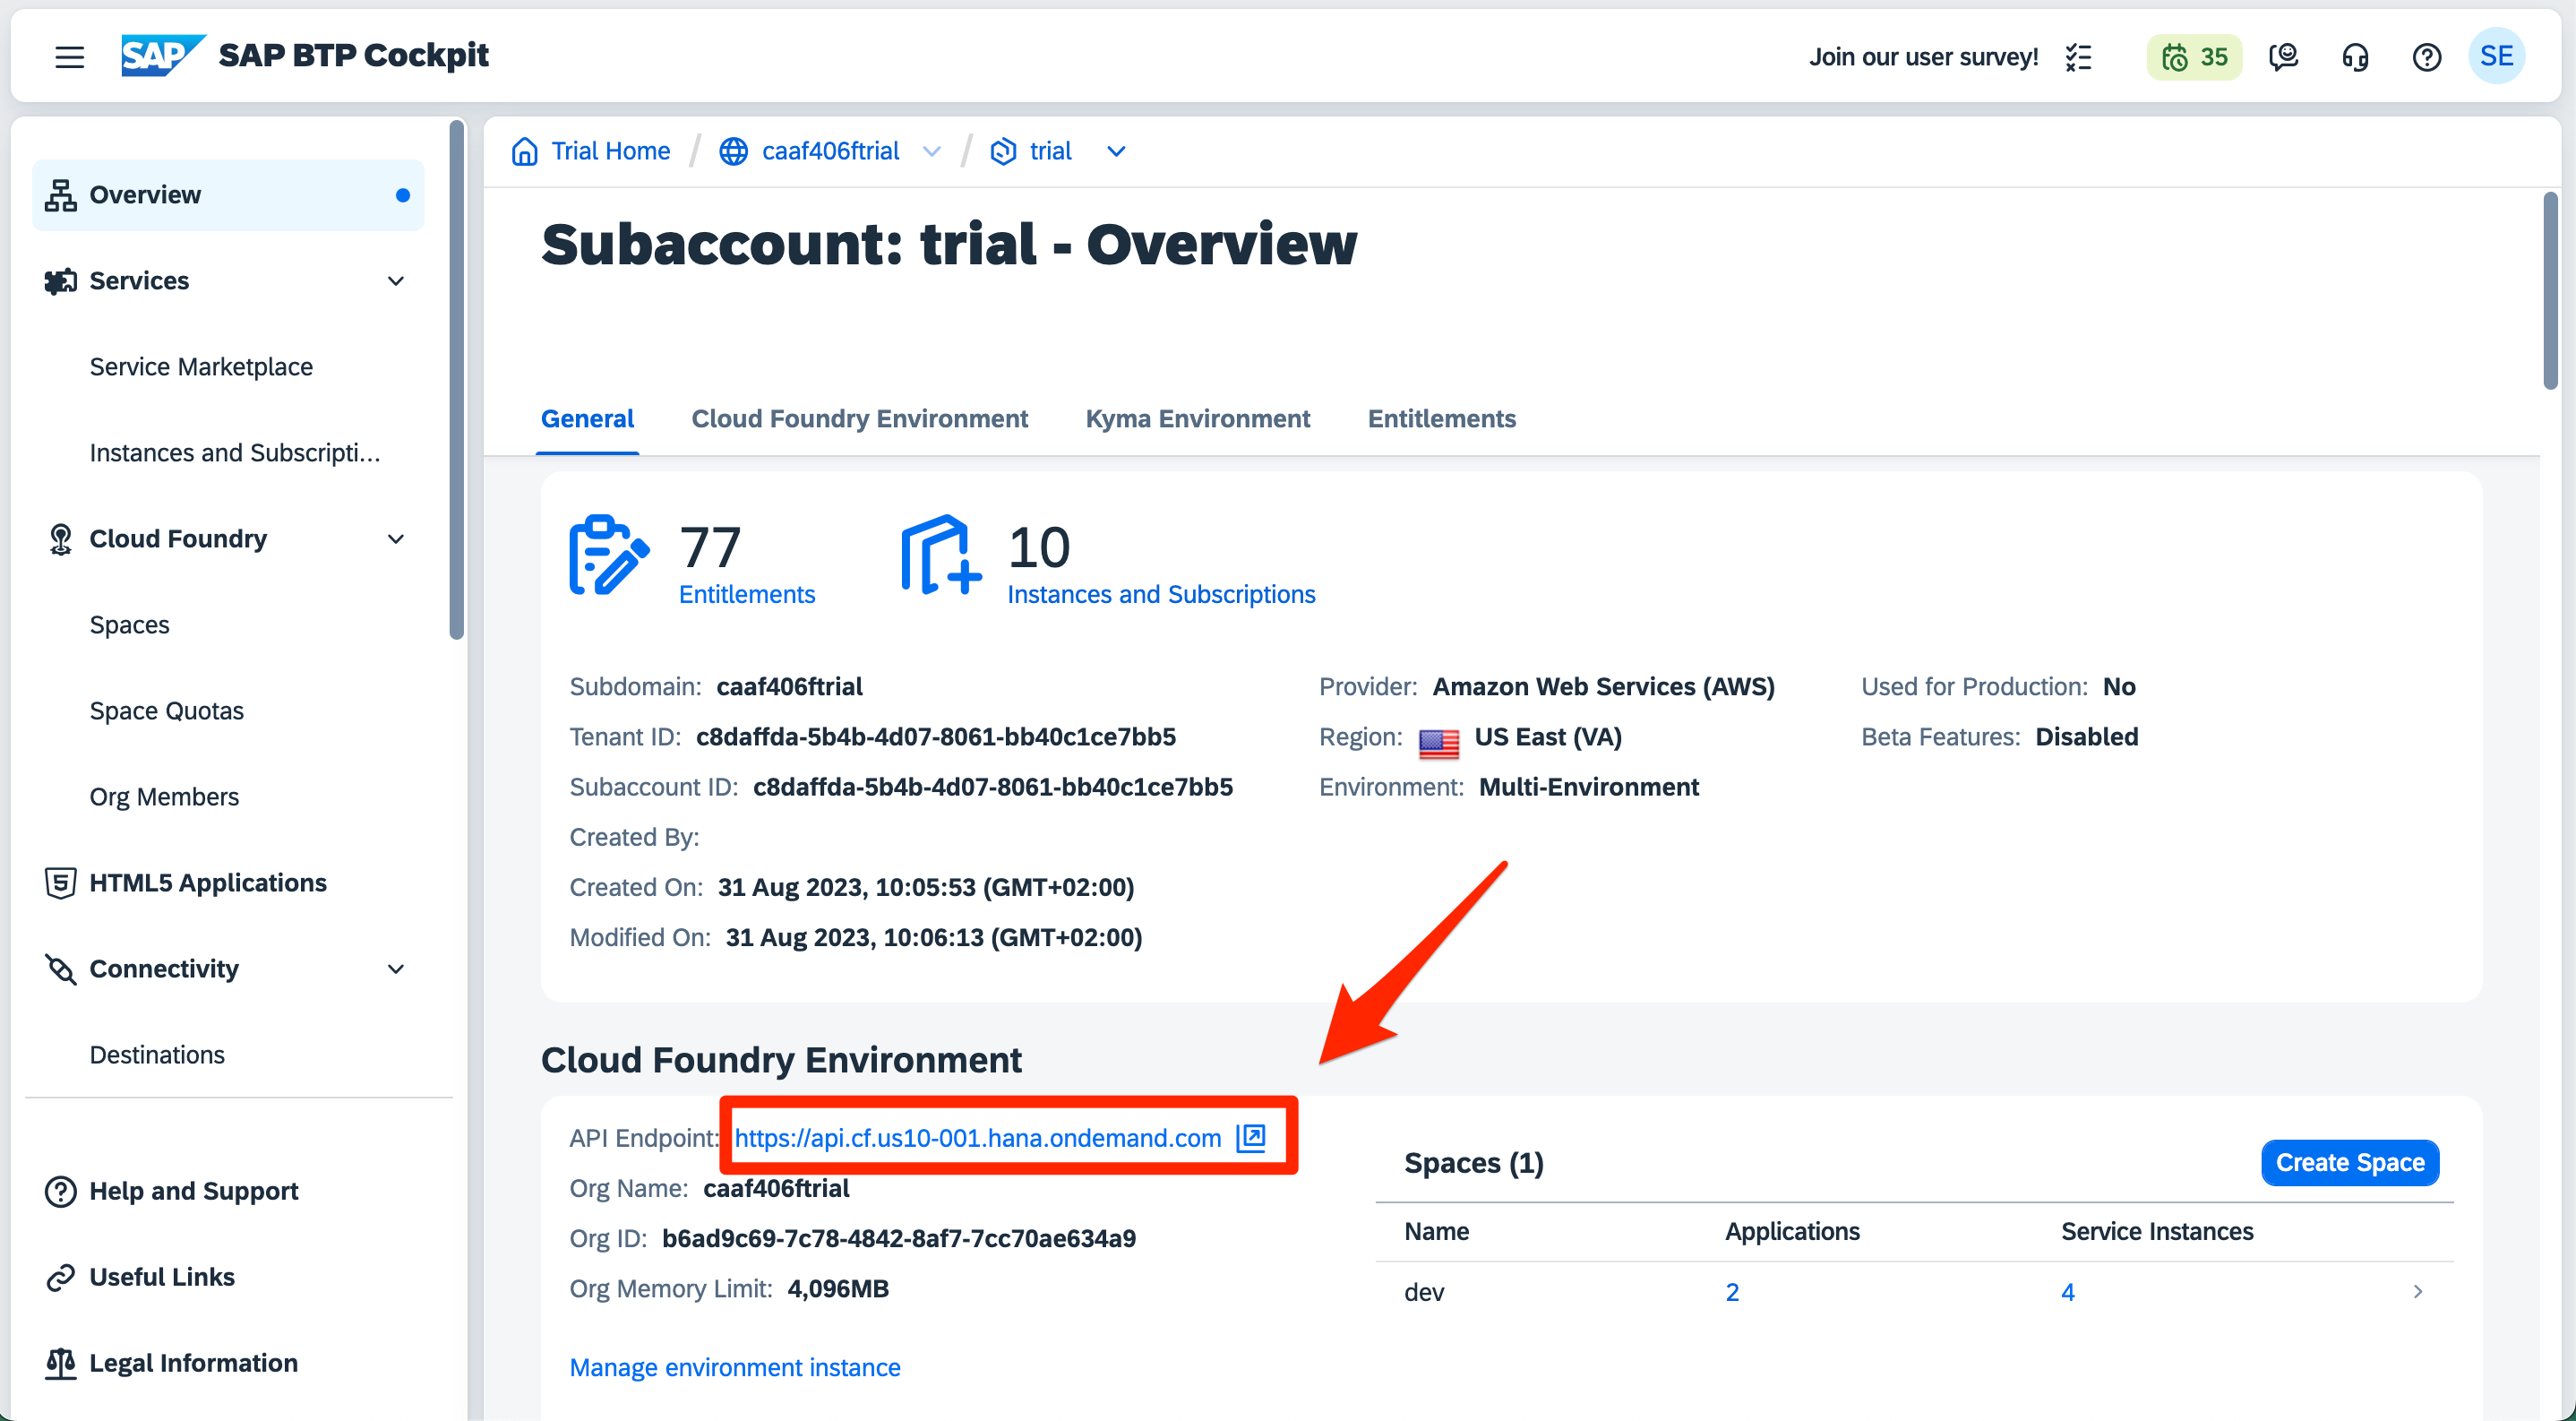 SAP SAP BTP Cockpit
Join our user survey!
35
SE
Overview
Services
Service Marketplace
Instances and Subscripti...
Cloud Foundry
Spaces
Space Quotas
Org Members
HTML5 Applications
Connectivity
Destinations
Help and Support
Useful Links
Legal Information
Trial Home / caaf406ftrial / trial
Subaccount: trial - Overview
General Cloud Foundry Environment Kyma Environment Entitlements
77
Entitlements
10
Instances and Subscriptions
Subdomain: caaf406ftrial
Tenant ID: c8daffda-5b4b-4d07-8061-bb40c1ce7bb5
Subaccount ID: c8daffda-5b4b-4d07-8061-bb40c1ce7bb5
Created By:
Created On: 31 Aug 2023, 10:05:53 (GMT+02:00)
Modified On: 31 Aug 2023, 10:06:13 (GMT+02:00)
Provider: Amazon Web Services (AWS)
Region: US East (VA)
Environment: Multi-Environment
Used for Production: No
Beta Features: Disabled
Cloud Foundry Environment
API Endpoint: https://api.cf.us10-001.hana.ondemand.com
Org Name: caaf406ftrial
Org ID: b6ad9c69-7c78-4842-8af7-7cc70ae634a9
Org Memory Limit: 4,096MB
Manage environment instance
Spaces (1)
Create Space
Name Applications Service Instances
dev 2 4